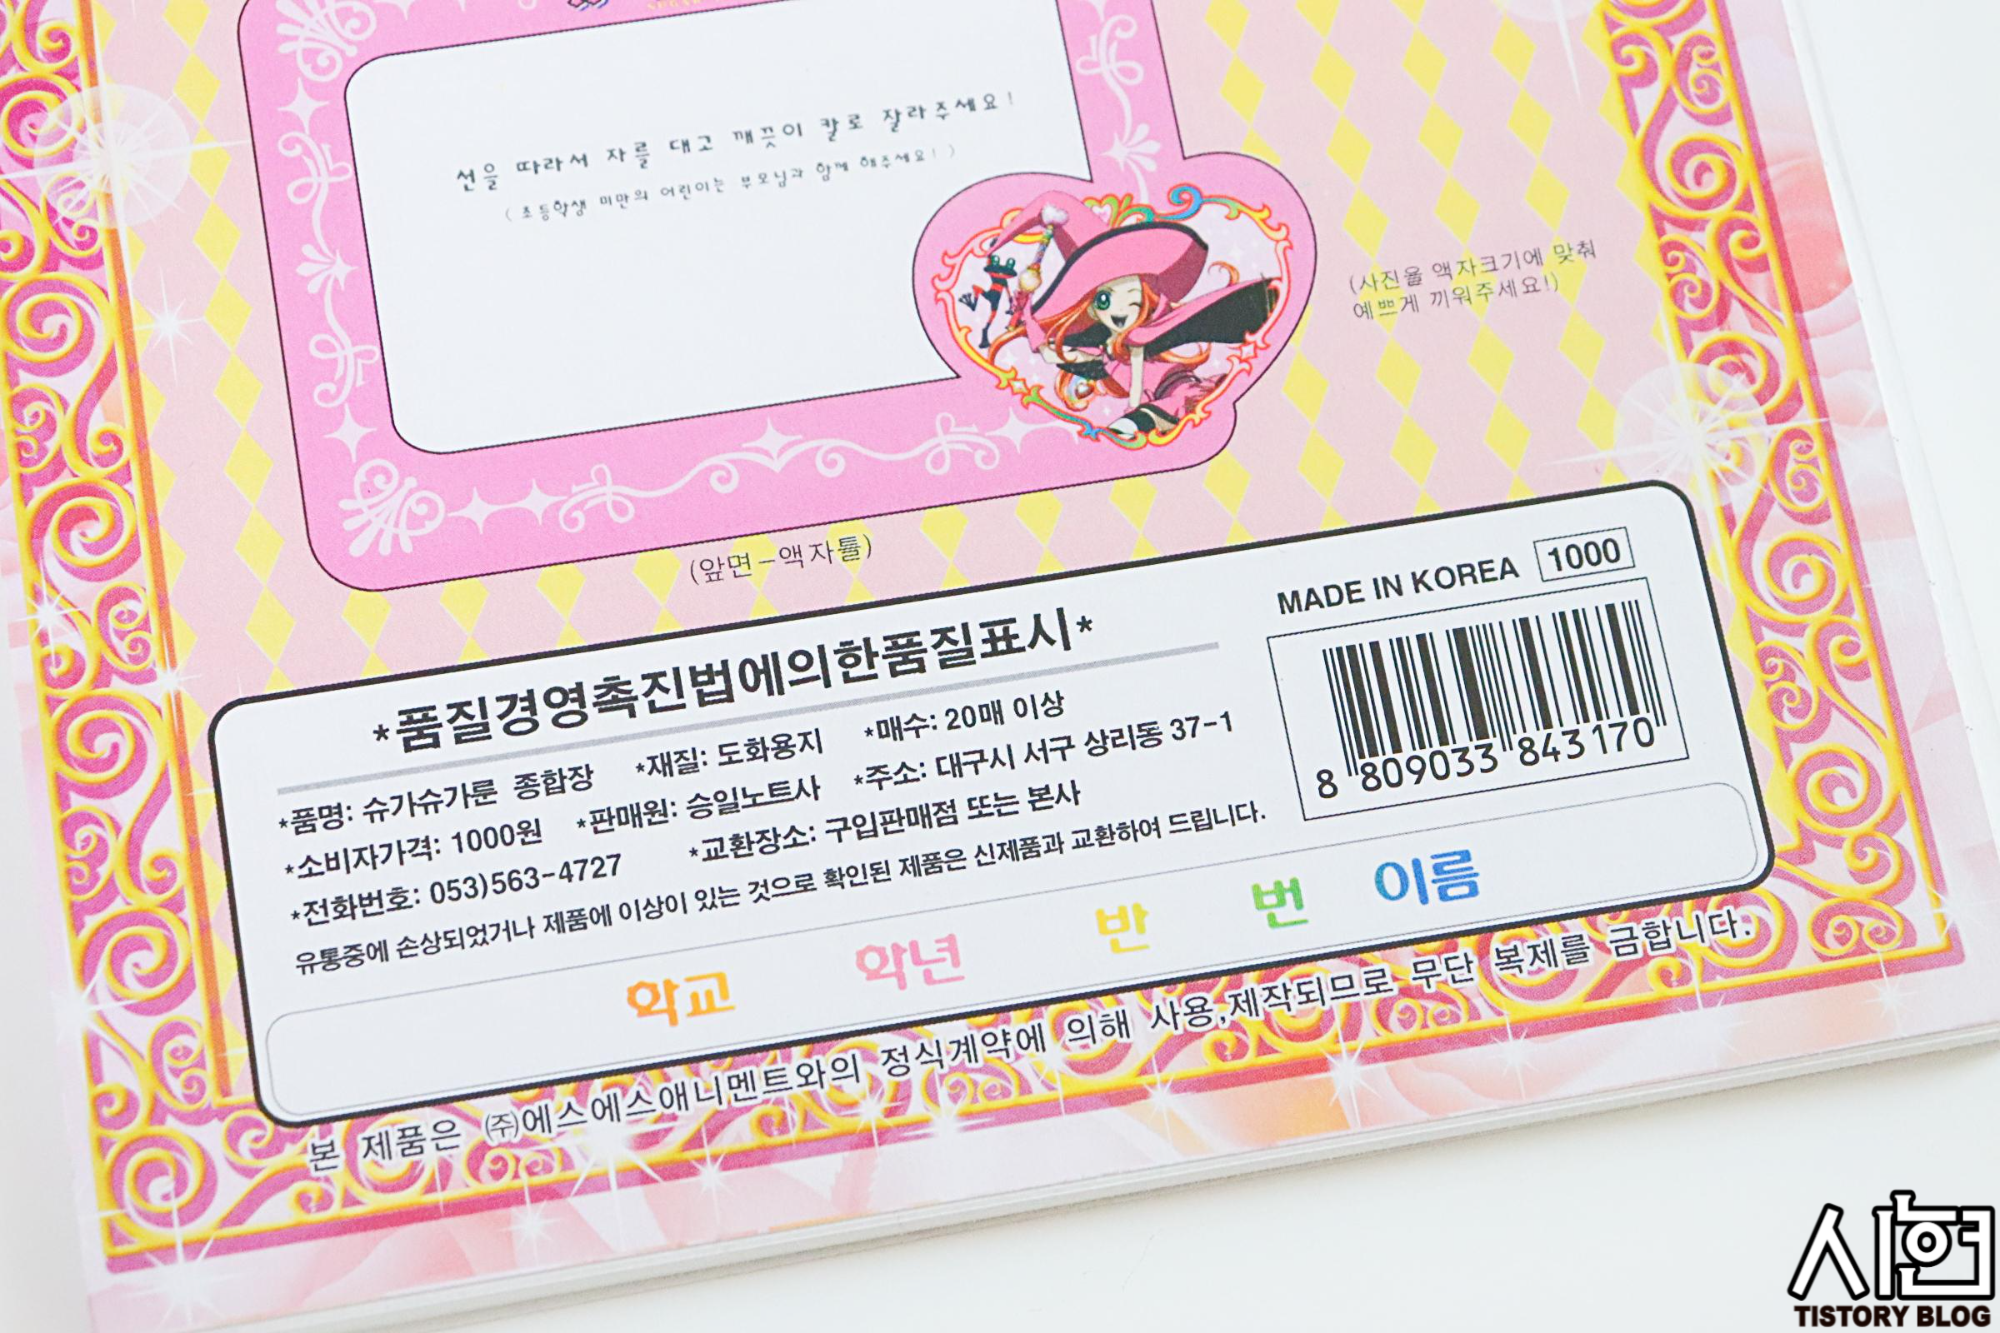 선을 따라서 자를 대고 깨끗이 칼로 잘라주세요!
(초등학생 미만의 어린이는 부모님과 함께 해주세요!)
(사진을 액자크기에 맞춰
예쁘게 끼워주세요!)
(앞면-액자틀)
MADE IN KOREA 1000
*품질경영촉진법에의한품질표시*
*품명: 슈가슈가룬 종합장 *재질: 도화용지 *매수: 20매 이상
*소비자가격: 1000원 *판매원: 승일노트사 *주소: 대구시 서구 상리동 37-1
*전화번호: 053)563-4727 *교환장소: 구입판매점 또는 본사
유통중에 손상되었거나 제품에 이상이 있는 것으로 확인된 제품은 신제품과 교환하여 드립니다.
8 809033 843170
학교 학년 반 번 이름
본 제품은 ㈜에스에스애니멘트와의 정식계약에 의해 사용,제작되므로 무단 복제를 금합니다.
시현
TISTORY BLOG